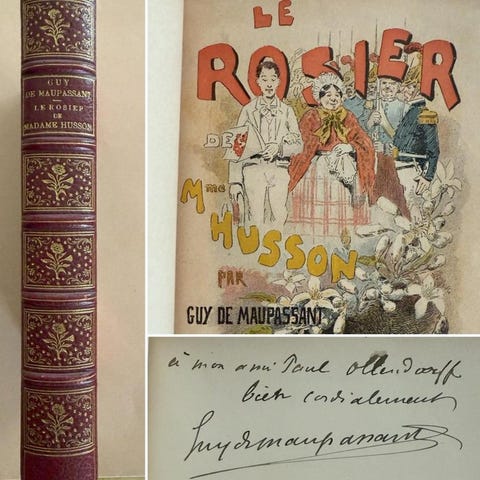 GUY
DE MAUPASSANT
LE ROSIER
DE
MADAME HUSSON
LE
ROSIER
DE
Mme
HUSSON
PAR
GUY DE MAUPASSANT
à mon ami Paul Ollendorff
bien cordialement
Guy de Maupassant